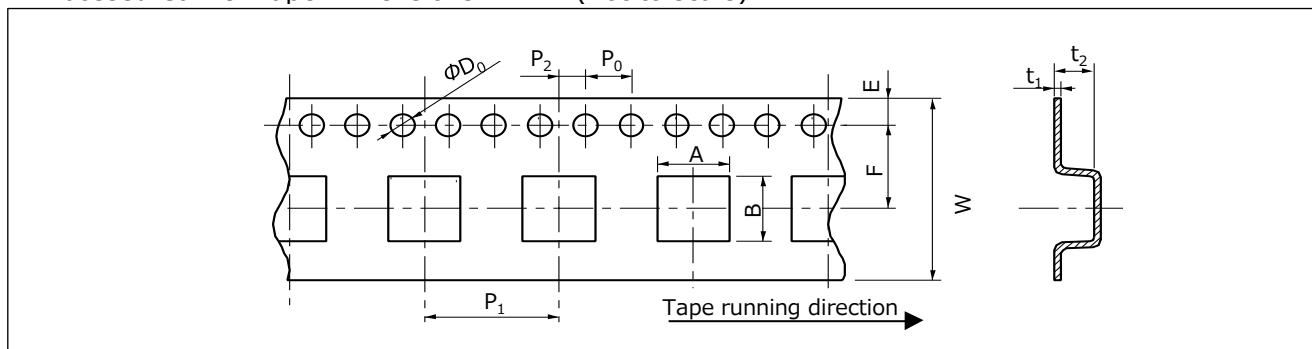 ΦD₀
P₂
P₀
E
t₁
t₂
A
F
B
W
P₁
Tape running direction